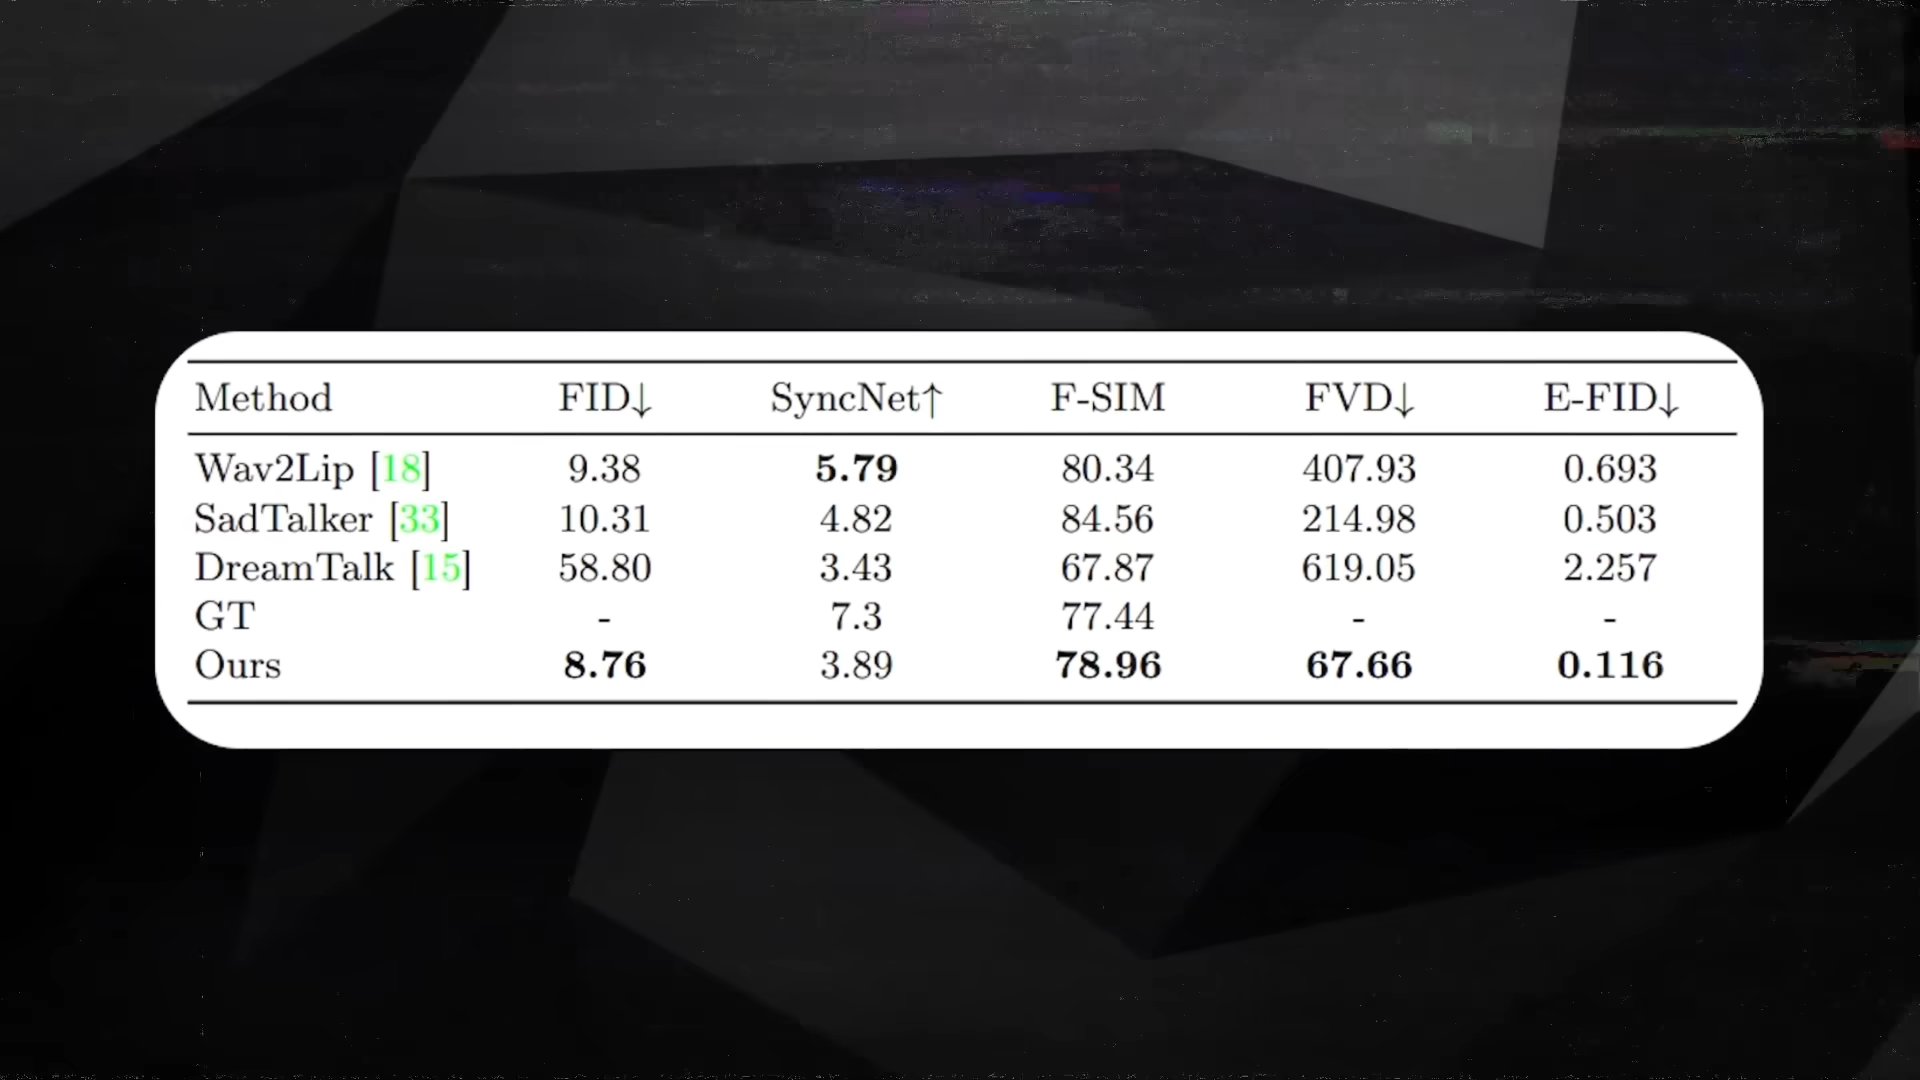 Method FID↓ SyncNet↑ F-SIM FVD↓ E-FID↓
Wav2Lip [18] 9.38 5.79 80.34 407.93 0.693
SadTalker [33] 10.31 4.82 84.56 214.98 0.503
DreamTalk [15] 58.80 3.43 67.87 619.05 2.257
GT - 7.3 77.44 - -
Ours 8.76 3.89 78.96 67.66 0.116